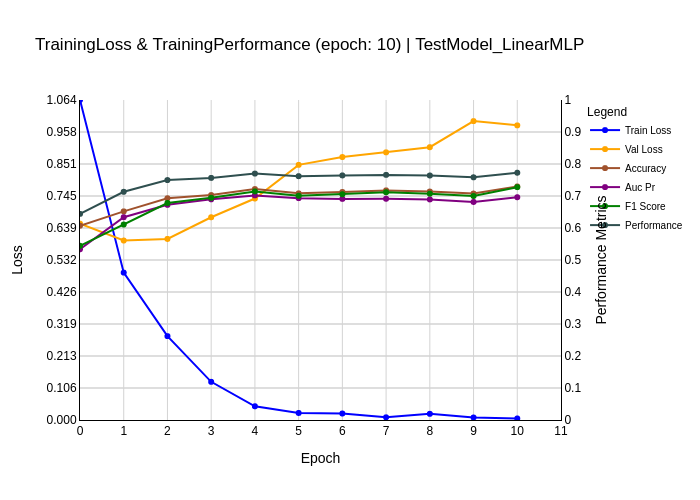 TrainingLoss & TrainingPerformance (epoch: 10) | TestModel_LinearMLP
Legend
Train Loss
Val Loss
Accuracy
Auc Pr
F1 Score
Performance
1.064
0.958
0.851
0.745
0.639
0.532
0.426
0.319
0.213
0.106
0.000
Loss
1
0.9
0.8
0.7
0.6
0.5
0.4
0.3
0.2
0.1
0
Performance Metrics
0 1 2 3 4 5 6 7 8 9 10 11
Epoch